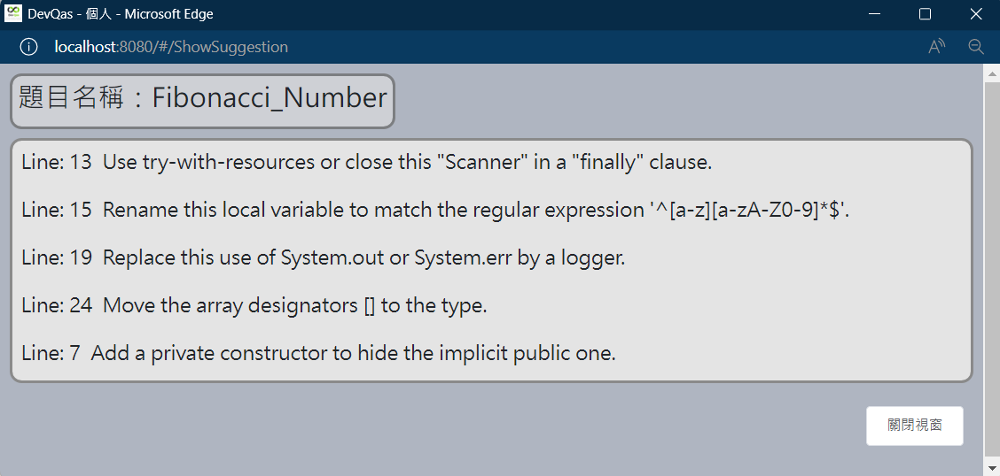 DevQas - 個人 - Microsoft Edge
localhost:8080/#/ShowSuggestion
題目名稱：Fibonacci_Number
Line: 13 Use try-with-resources or close this "Scanner" in a "finally" clause.
Line: 15 Rename this local variable to match the regular expression '^[a-z][a-zA-Z0-9]*$'.
Line: 19 Replace this use of System.out or System.err by a logger.
Line: 24 Move the array designators [] to the type.
Line: 7 Add a private constructor to hide the implicit public one.
關閉視窗